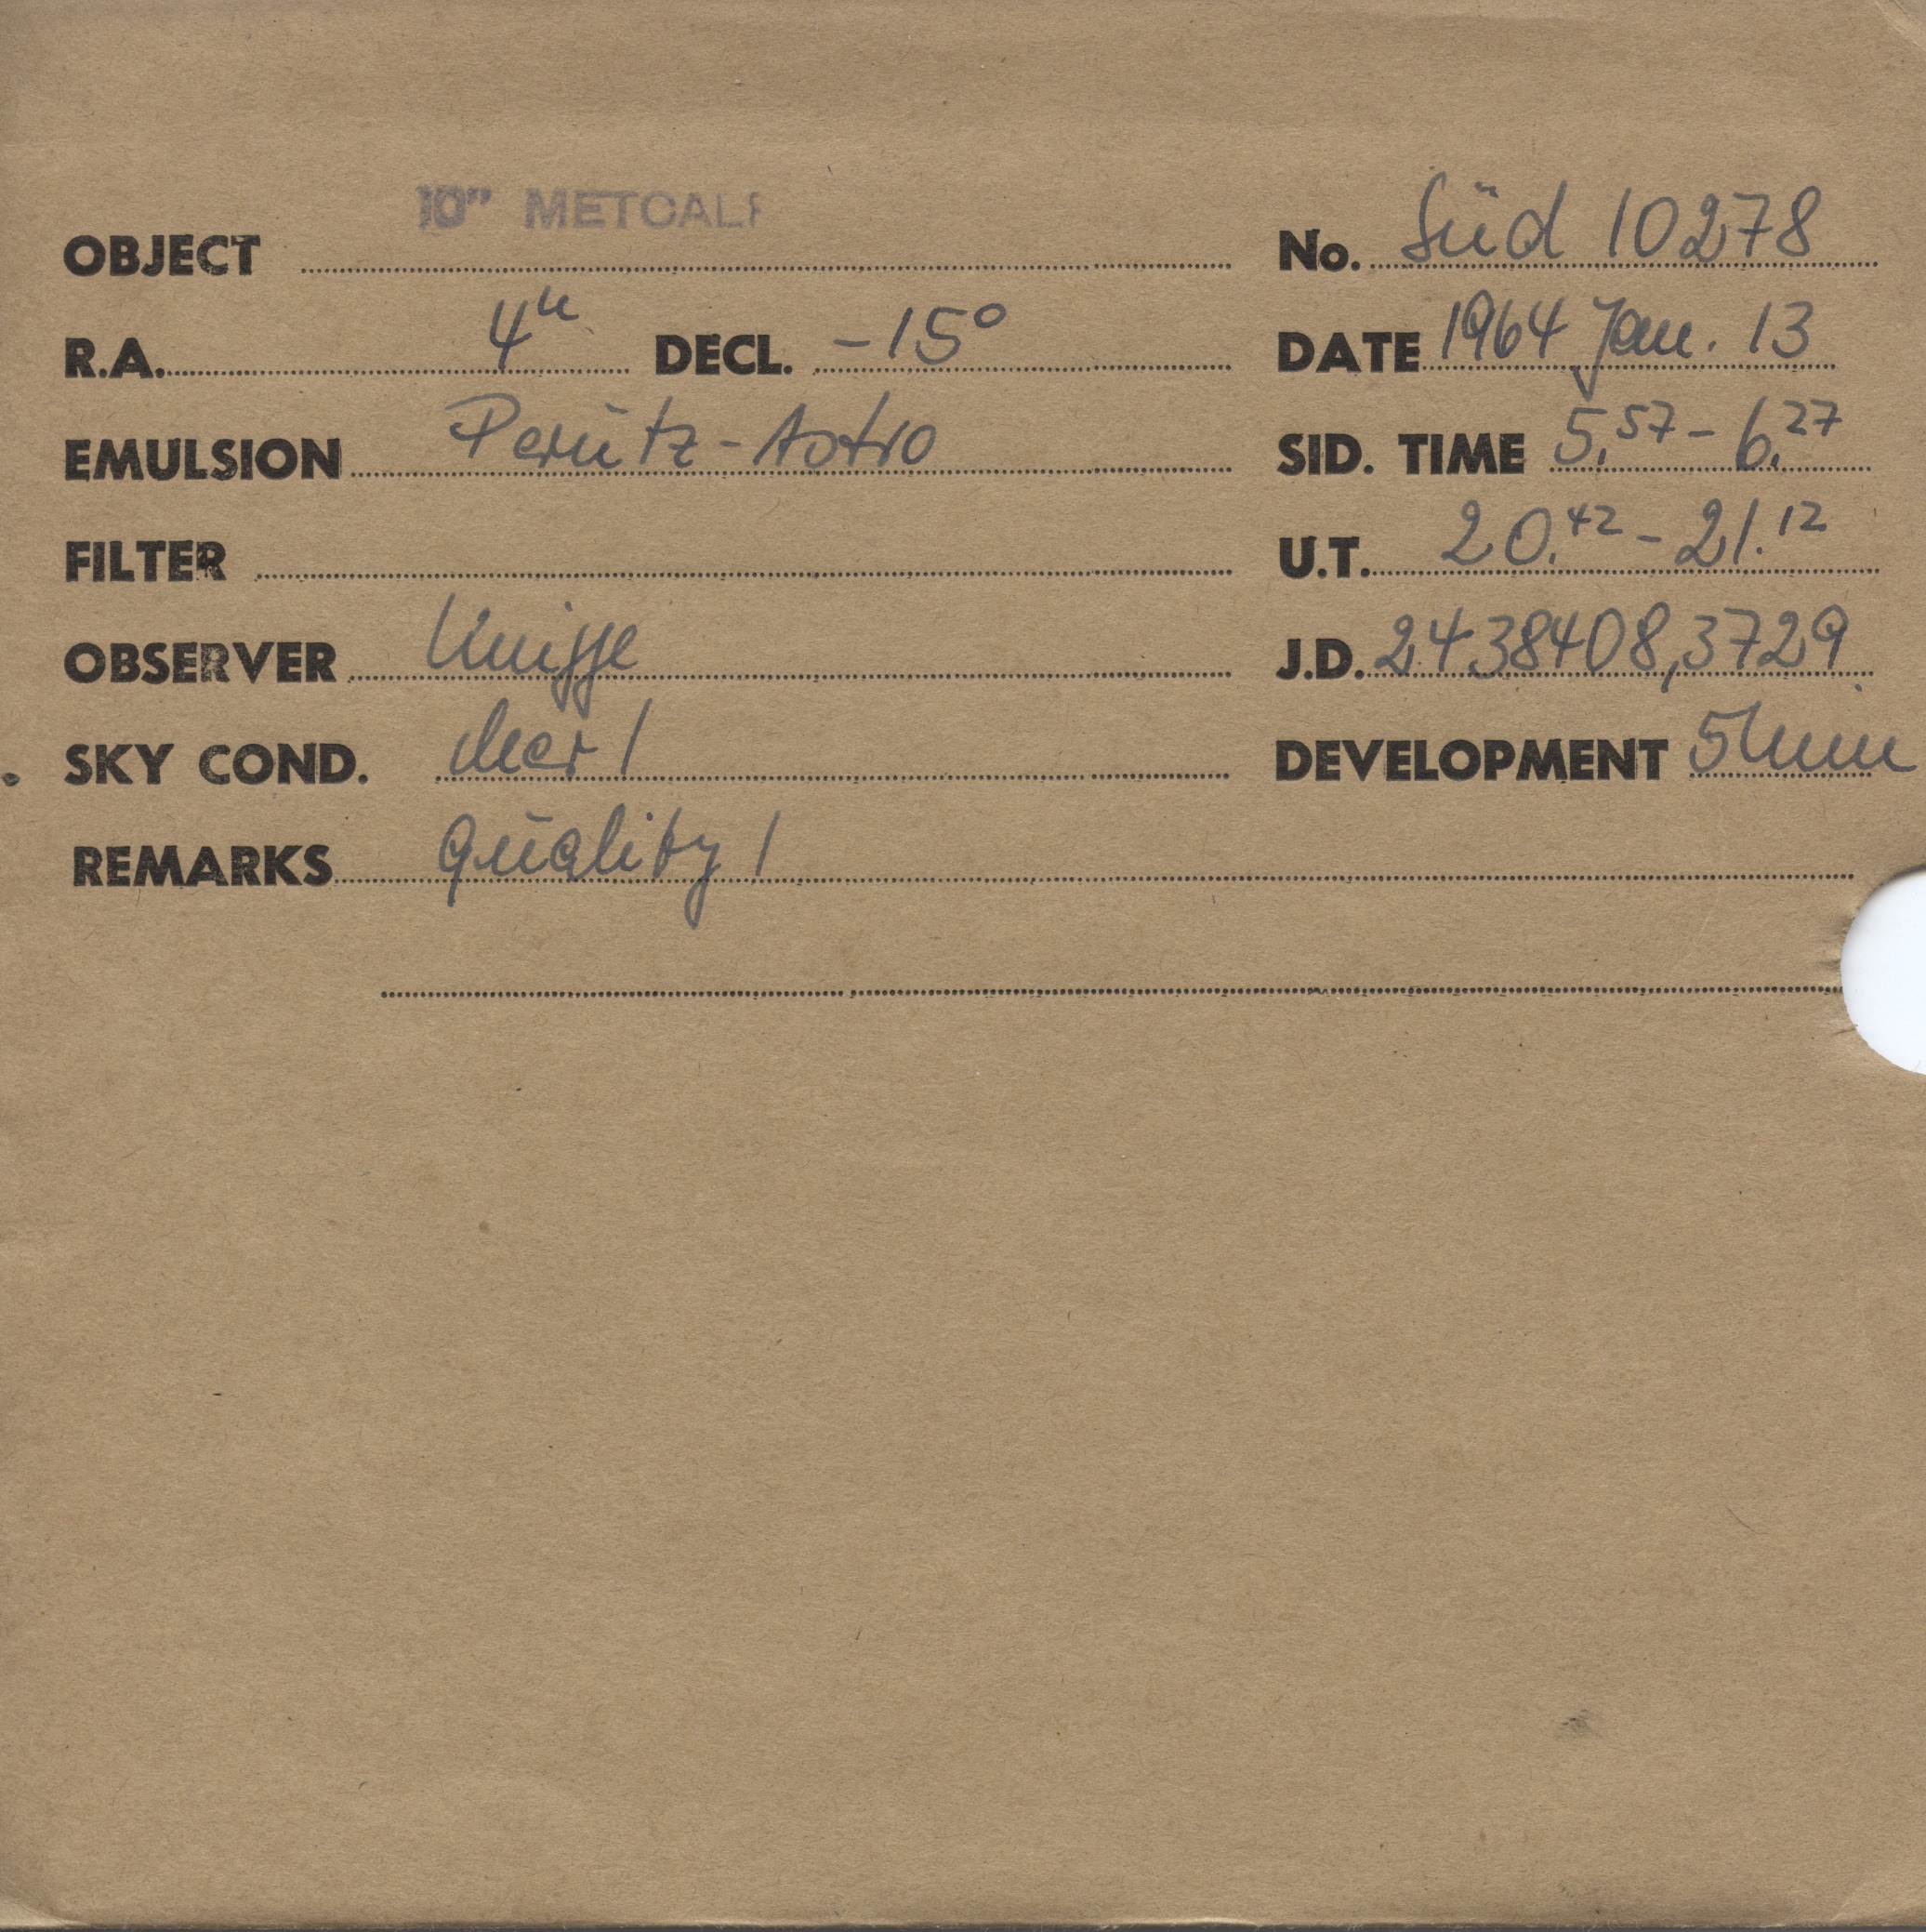 10" METCALF
OBJECT No. Süd 10278
R.A. 4h DECL. -15° DATE 1964 Jan. 13
EMULSION Perutz-Astro SID. TIME 5.57 - 6.27
FILTER U.T. 20.42 - 21.12
OBSERVER Knigge J.D. 2438408,3729
SKY COND. clear 1 DEVELOPMENT 5 min
REMARKS quality 1